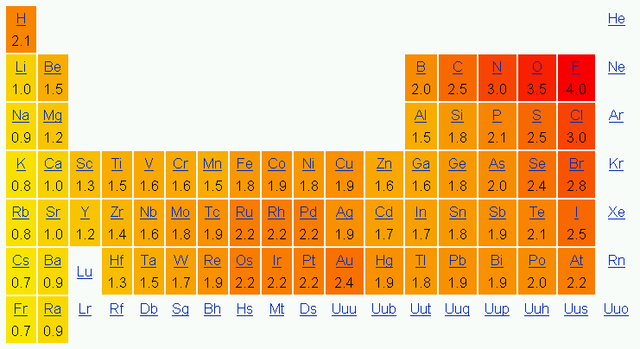 H He
2.1
Li Be B C N O F Ne
1.0 1.5 2.0 2.5 3.0 3.5 4.0
Na Mg Al Si P S Cl Ar
0.9 1.2 1.5 1.8 2.1 2.5 3.0
K Ca Sc Ti V Cr Mn Fe Co Ni Cu Zn Ga Ge As Se Br Kr
0.8 1.0 1.3 1.5 1.6 1.6 1.5 1.8 1.9 1.8 1.9 1.6 1.6 1.8 2.0 2.4 2.8
Rb Sr Y Zr Nb Mo Tc Ru Rh Pd Ag Cd In Sn Sb Te I Xe
0.8 1.0 1.2 1.4 1.6 1.8 1.9 2.2 2.2 2.2 1.9 1.7 1.7 1.8 1.9 2.1 2.5
Cs Ba Lu Hf Ta W Re Os Ir Pt Au Hg Tl Pb Bi Po At Rn
0.7 0.9 1.3 1.5 1.7 1.9 2.2 2.2 2.2 2.4 1.9 1.8 1.9 1.9 2.0 2.2
Fr Ra Lr Rf Db Sg Bh Hs Mt Ds Uuu Uub Uut Uuq Uup Uuh Uus Uuo
0.7 0.9